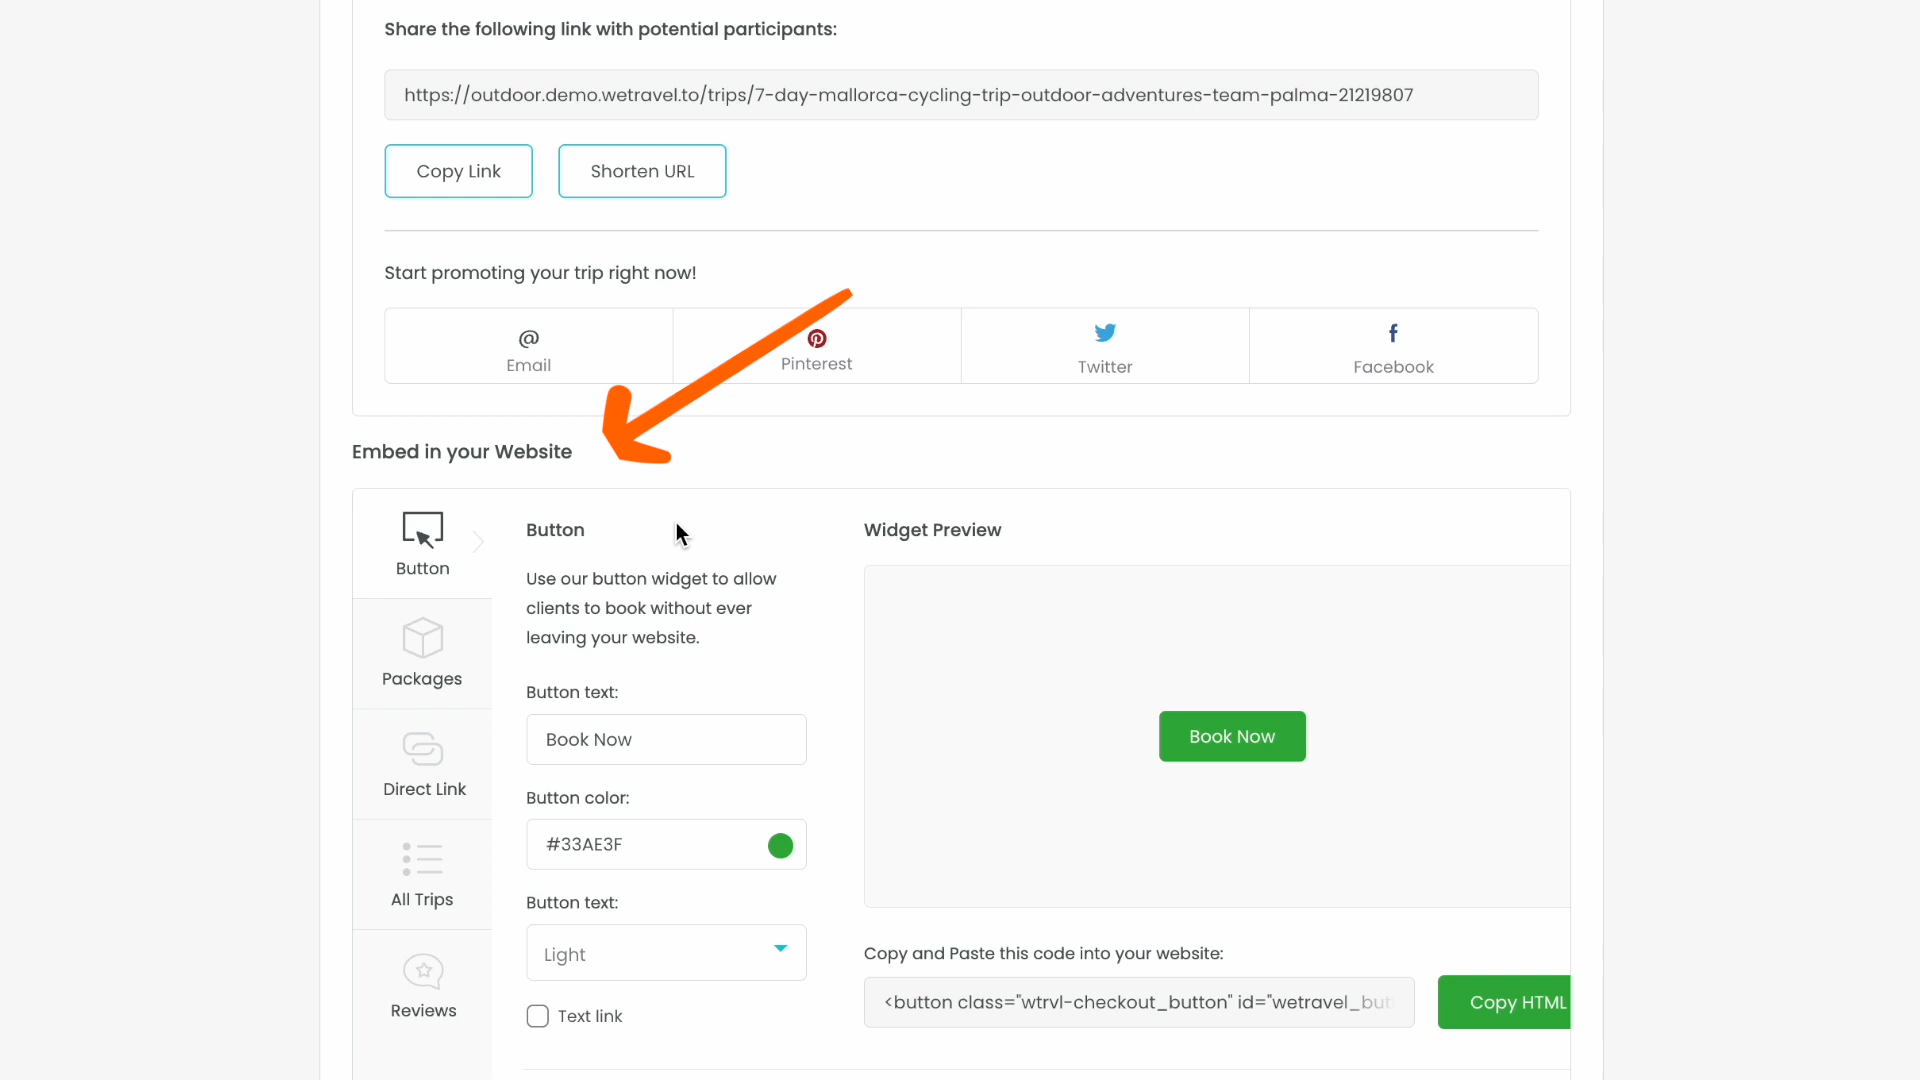 Share the following link with potential participants:
https://outdoor.demo.wetravel.to/trips/7-day-mallorca-cycling-trip-outdoor-adventures-team-palma-21219807
Copy Link
Shorten URL
Start promoting your trip right now!
@
Email
Pinterest
Twitter
Facebook
Embed in your Website
Button
Packages
Direct Link
All Trips
Reviews
Button
Use our button widget to allow
clients to book without ever
leaving your website.
Button text:
Book Now
Button color:
#33AE3F
Button text:
Light
Text link
Widget Preview
Book Now
Copy and Paste this code into your website:
<button class="wtrvl-checkout_button" id="wetravel_but
Copy HTML